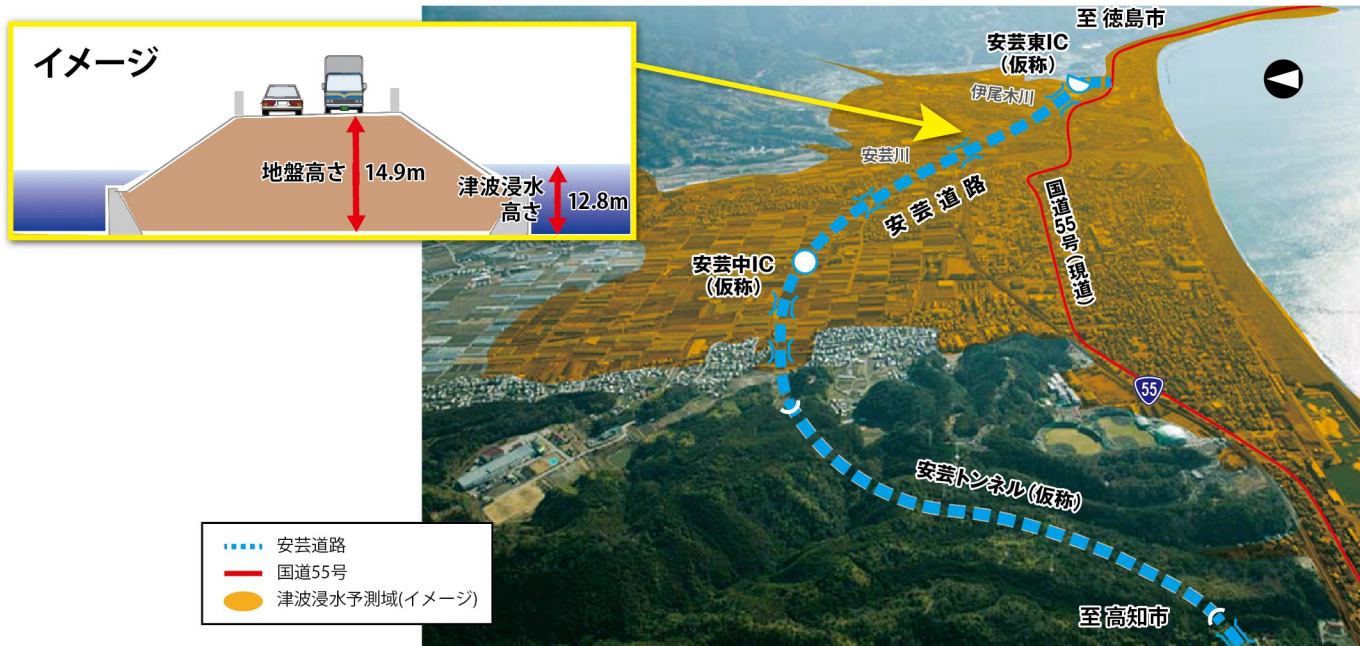 イメージ
地盤高さ
14.9m
津波浸水
高さ
12.8m
至 徳島市
安芸東IC
(仮称)
伊尾木川
安芸川
安芸道路
国道55号(現道)
安芸中IC
(仮称)
55
安芸トンネル(仮称)
至 高知市
安芸道路
国道55号
津波浸水予測域(イメージ)